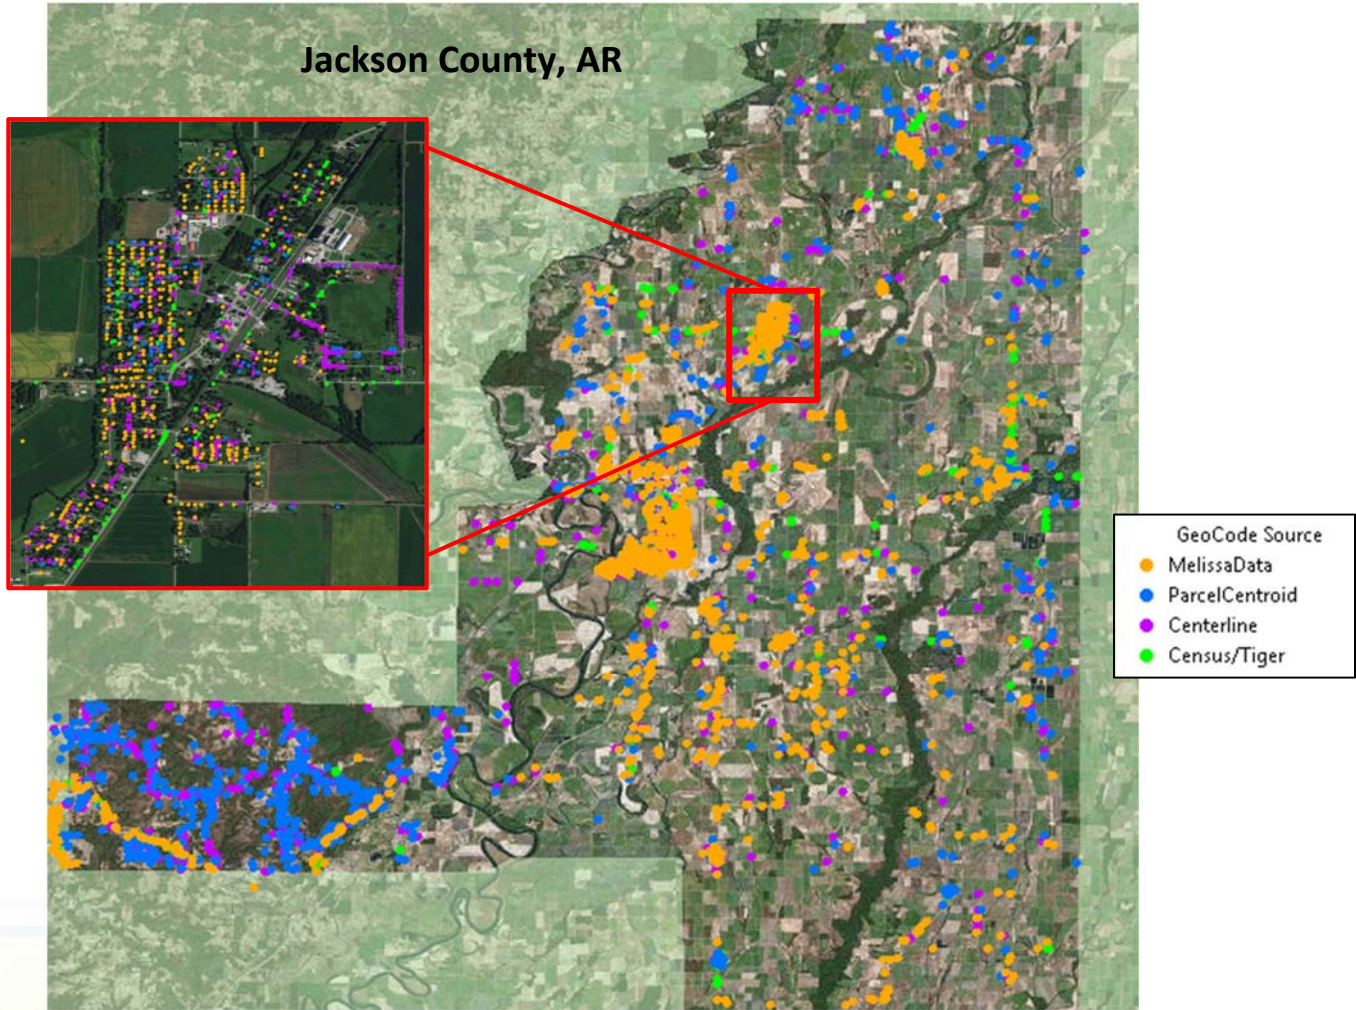 Jackson County, AR
GeoCode Source
MelissaData
ParcelCentroid
Centerline
Census/Tiger